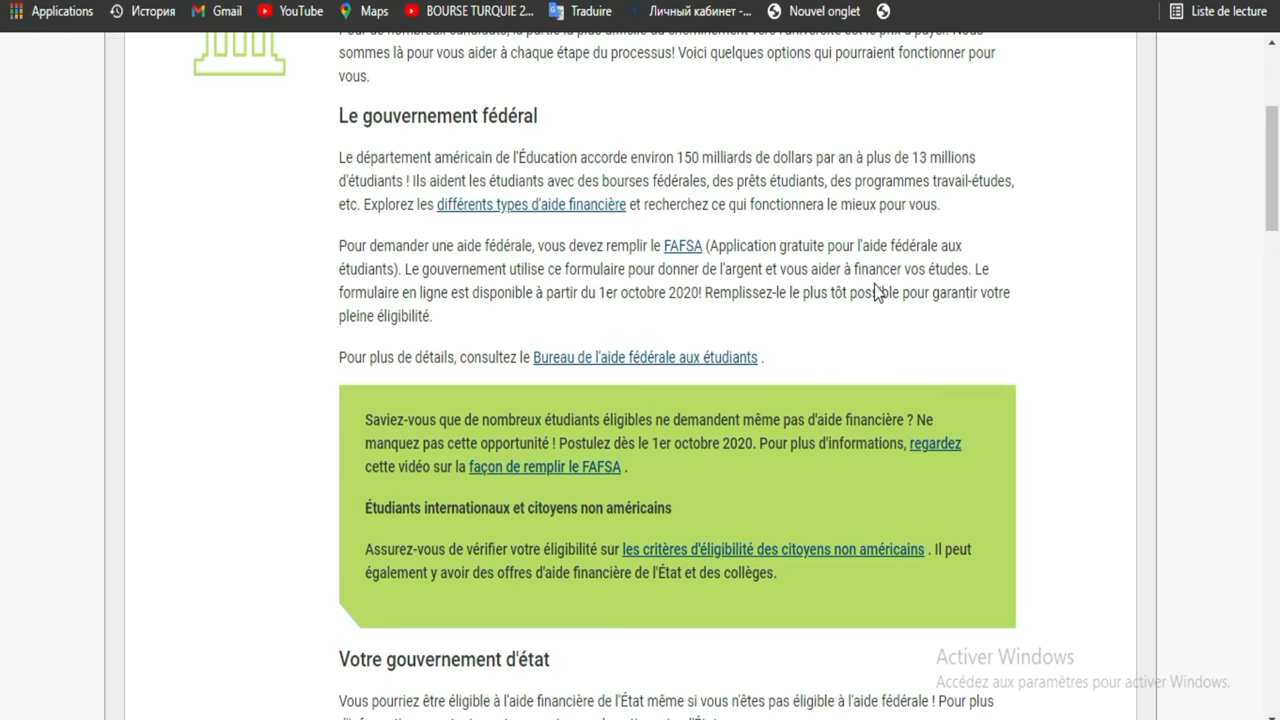 Applications История Gmail YouTube Maps BOURSE TURQUIE 2... Traduire Личный кабинет -... Nouvel onglet Liste de lecture
Pour de nombreux candidats, la partie la plus difficile du cheminement vers l'université est le prix à payer. Nous
sommes là pour vous aider à chaque étape du processus! Voici quelques options qui pourraient fonctionner pour
vous.
Le gouvernement fédéral
Le département américain de l'Éducation accorde environ 150 milliards de dollars par an à plus de 13 millions
d'étudiants ! Ils aident les étudiants avec des bourses fédérales, des prêts étudiants, des programmes travail-études,
etc. Explorez les différents types d'aide financière et recherchez ce qui fonctionnera le mieux pour vous.
Pour demander une aide fédérale, vous devez remplir le FAFSA (Application gratuite pour l'aide fédérale aux
étudiants). Le gouvernement utilise ce formulaire pour donner de l'argent et vous aider à financer vos études. Le
formulaire en ligne est disponible à partir du 1er octobre 2020! Remplissez-le le plus tôt possible pour garantir votre
pleine éligibilité.
Pour plus de détails, consultez le Bureau de l'aide fédérale aux étudiants .
Saviez-vous que de nombreux étudiants éligibles ne demandent même pas d'aide financière ? Ne
manquez pas cette opportunité ! Postulez dès le 1er octobre 2020. Pour plus d'informations, regardez
cette vidéo sur la façon de remplir le FAFSA .
Étudiants internationaux et citoyens non américains
Assurez-vous de vérifier votre éligibilité sur les critères d'éligibilité des citoyens non américains . Il peut
également y avoir des offres d'aide financière de l'État et des collèges.
Votre gouvernement d'état
Activer Windows
Accédez aux paramètres pour activer Windows.
Vous pourriez être éligible à l'aide financière de l'État même si vous n'êtes pas éligible à l'aide fédérale ! Pour plus